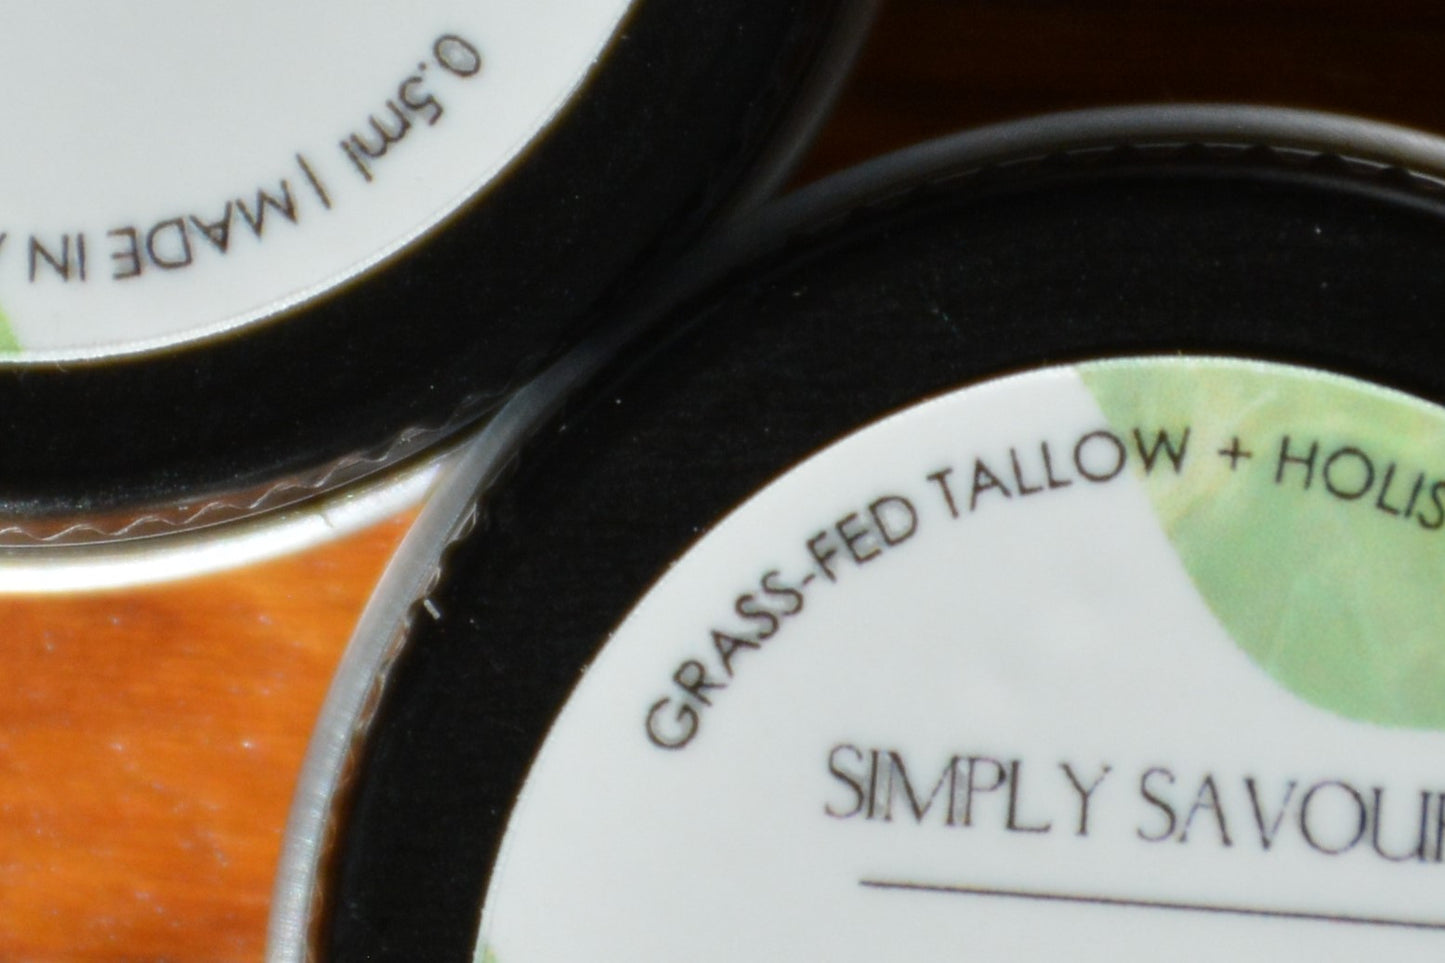 0.5ml | MADE IN
GRASS-FED TALLOW + HOLIS
SIMPLY SAVOUR